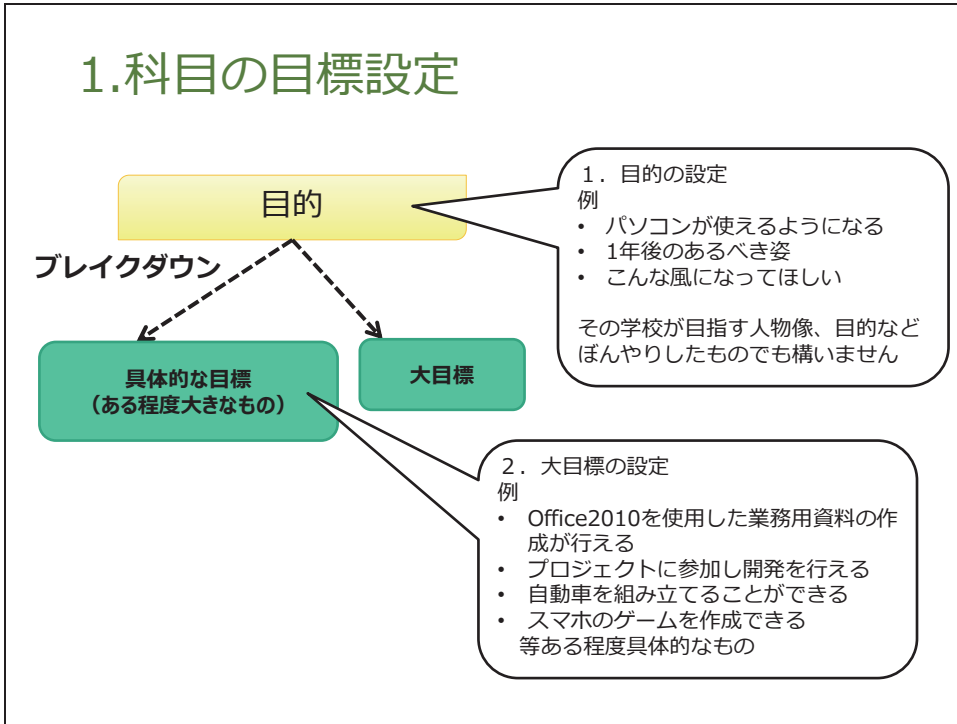 1.科目の目標設定
目的
1．目的の設定
例
• パソコンが使えるようになる
• 1年後のあるべき姿
• こんな風になってほしい
その学校が目指す人物像、目的など
ぼんやりしたものでも構いません
ブレイクダウン
具体的な目標
（ある程度大きなもの）
大目標
２．大目標の設定
例
• Office2010を使用した業務用資料の作
成が行える
• プロジェクトに参加し開発を行える
• 自動車を組み立てることができる
• スマホのゲームを作成できる
等ある程度具体的なもの